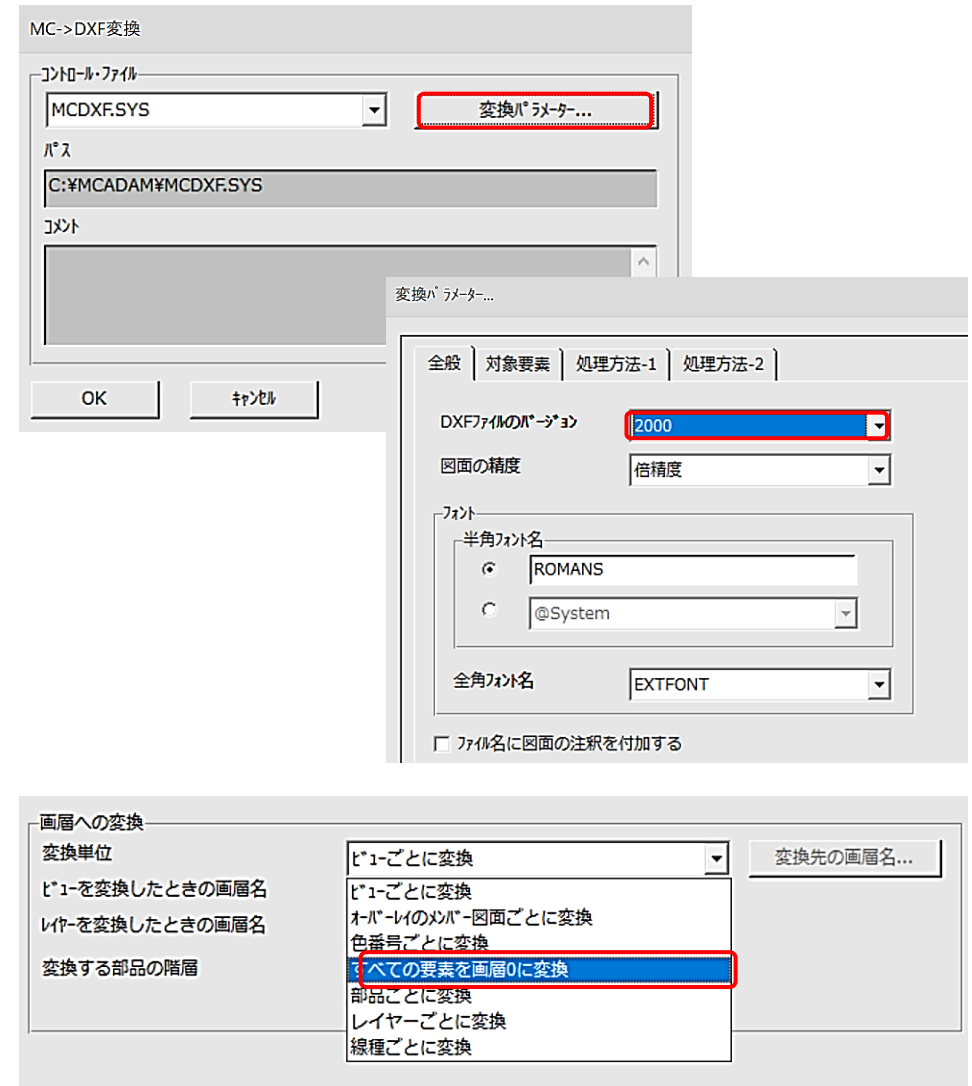 MC->DXF変換
ｺﾝﾄﾛｰﾙ・ﾌｧｲﾙ
MCDXF.SYS
変換ﾊﾟﾗﾒｰﾀｰ...
ﾊﾟｽ
C:¥MCADAM¥MCDXF.SYS
ｺﾒﾝﾄ
OK
ｷｬﾝｾﾙ
変換ﾊﾟﾗﾒｰﾀｰ...
全般
対象要素
処理方法-1
処理方法-2
DXFﾌｧｲﾙのﾊﾞｰｼﾞｮﾝ
2000
図面の精度
倍精度
ﾌｫﾝﾄ
半角ﾌｫﾝﾄ名
ROMANS
@System
全角ﾌｫﾝﾄ名
EXTFONT
ﾌｧｲﾙ名に図面の注釈を付加する
画層への変換
変換単位
ﾋﾞｭｰごとに変換
変換先の画層名...
ﾋﾞｭｰを変換したときの画層名
ﾚｲﾔｰを変換したときの画層名
変換する部品の階層
ﾋﾞｭｰごとに変換
ｵｰﾊﾞｰﾚｲのﾒﾝﾊﾞｰ図面ごとに変換
色番号ごとに変換
すべての要素を画層0に変換
部品ごとに変換
レイヤーごとに変換
線種ごとに変換